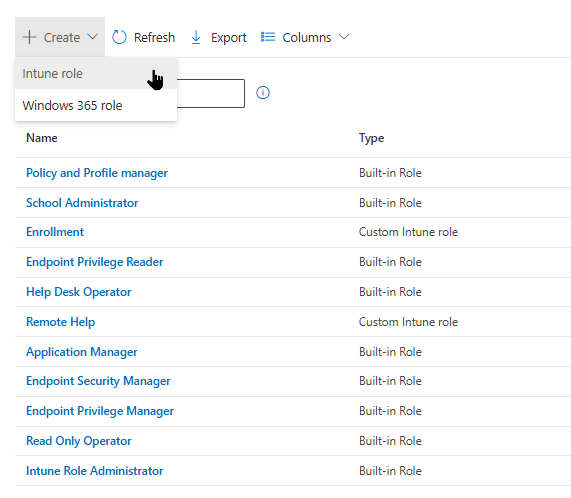 Create Refresh Export Columns
Intune role
Windows 365 role
Name Type
Policy and Profile manager Built-in Role
School Administrator Built-in Role
Enrollment Custom Intune role
Endpoint Privilege Reader Built-in Role
Help Desk Operator Built-in Role
Remote Help Custom Intune role
Application Manager Built-in Role
Endpoint Security Manager Built-in Role
Endpoint Privilege Manager Built-in Role
Read Only Operator Built-in Role
Intune Role Administrator Built-in Role